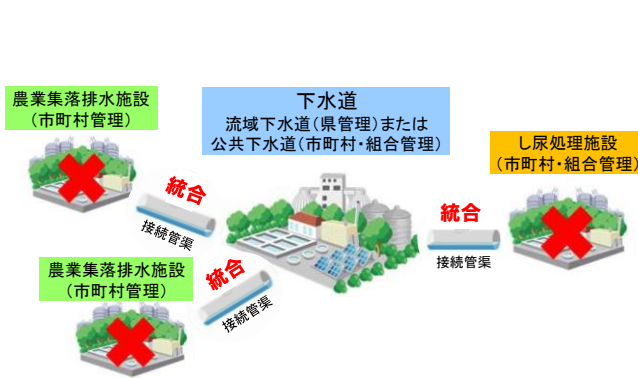 農業集落排水施設
（市町村管理）
下水道
流域下水道（県管理）または
公共下水道（市町村・組合管理）
し尿処理施設
（市町村・組合管理）
統合
接続管渠
統合
接続管渠
農業集落排水施設
（市町村管理）
統合
接続管渠